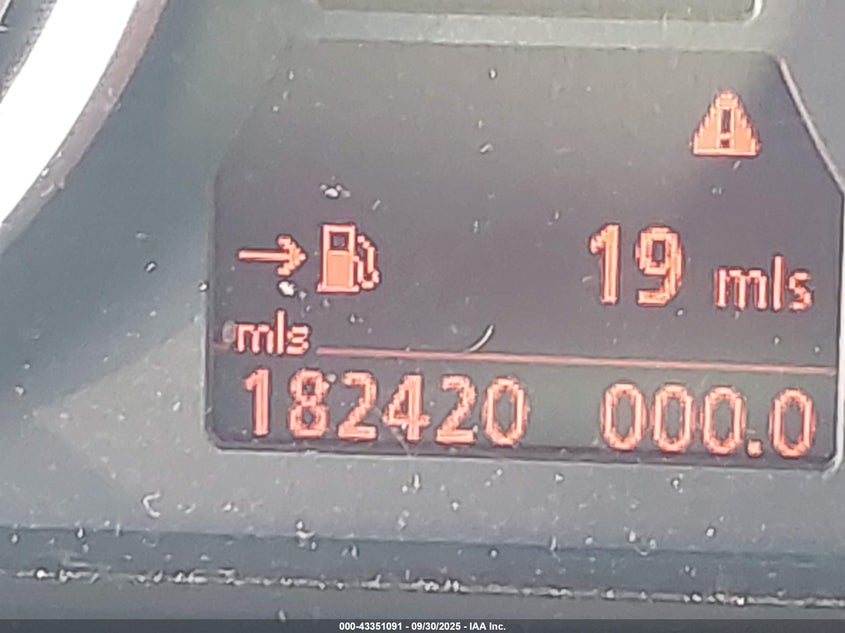 19 mls
mls
182420 000.0
000-43351091 - 09/30/2025 - IAA Inc.